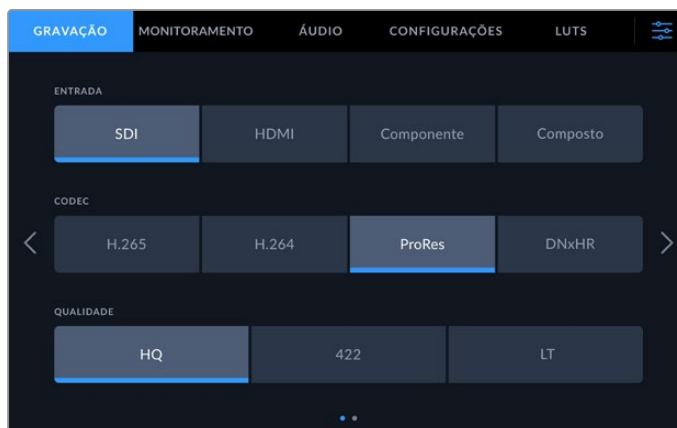 GRAVAÇÃO MONITORAMENTO ÁUDIO CONFIGURAÇÕES LUTS
ENTRADA
SDI HDMI Componente Composto
CODEC
H.265 H.264 ProRes DNxHR
QUALIDADE
HQ 422 LT